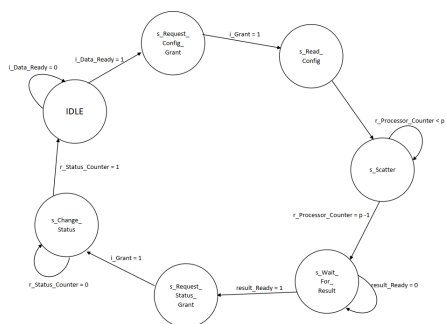 s_Request_
Config_
Grant
i_Grant = 1
s_Read_
Config
i_Data_Ready = 1
i_Data_Ready = 0
IDLE
r_Processor_Counter < p
s_Scatter
r_Status_Counter = 1
r_Processor_Counter = p -1
s_Change_
Status
i_Grant = 1
s_Wait_
For_
Result
result_Ready = 0
result_Ready = 1
s_Request_
Status_
Grant
r_Status_Counter = 0